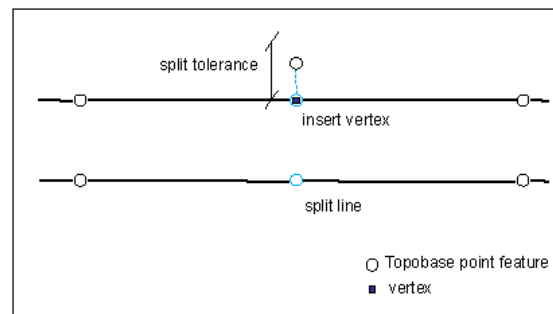 split tolerance
insert vertex
split line
Topobase point feature
vertex